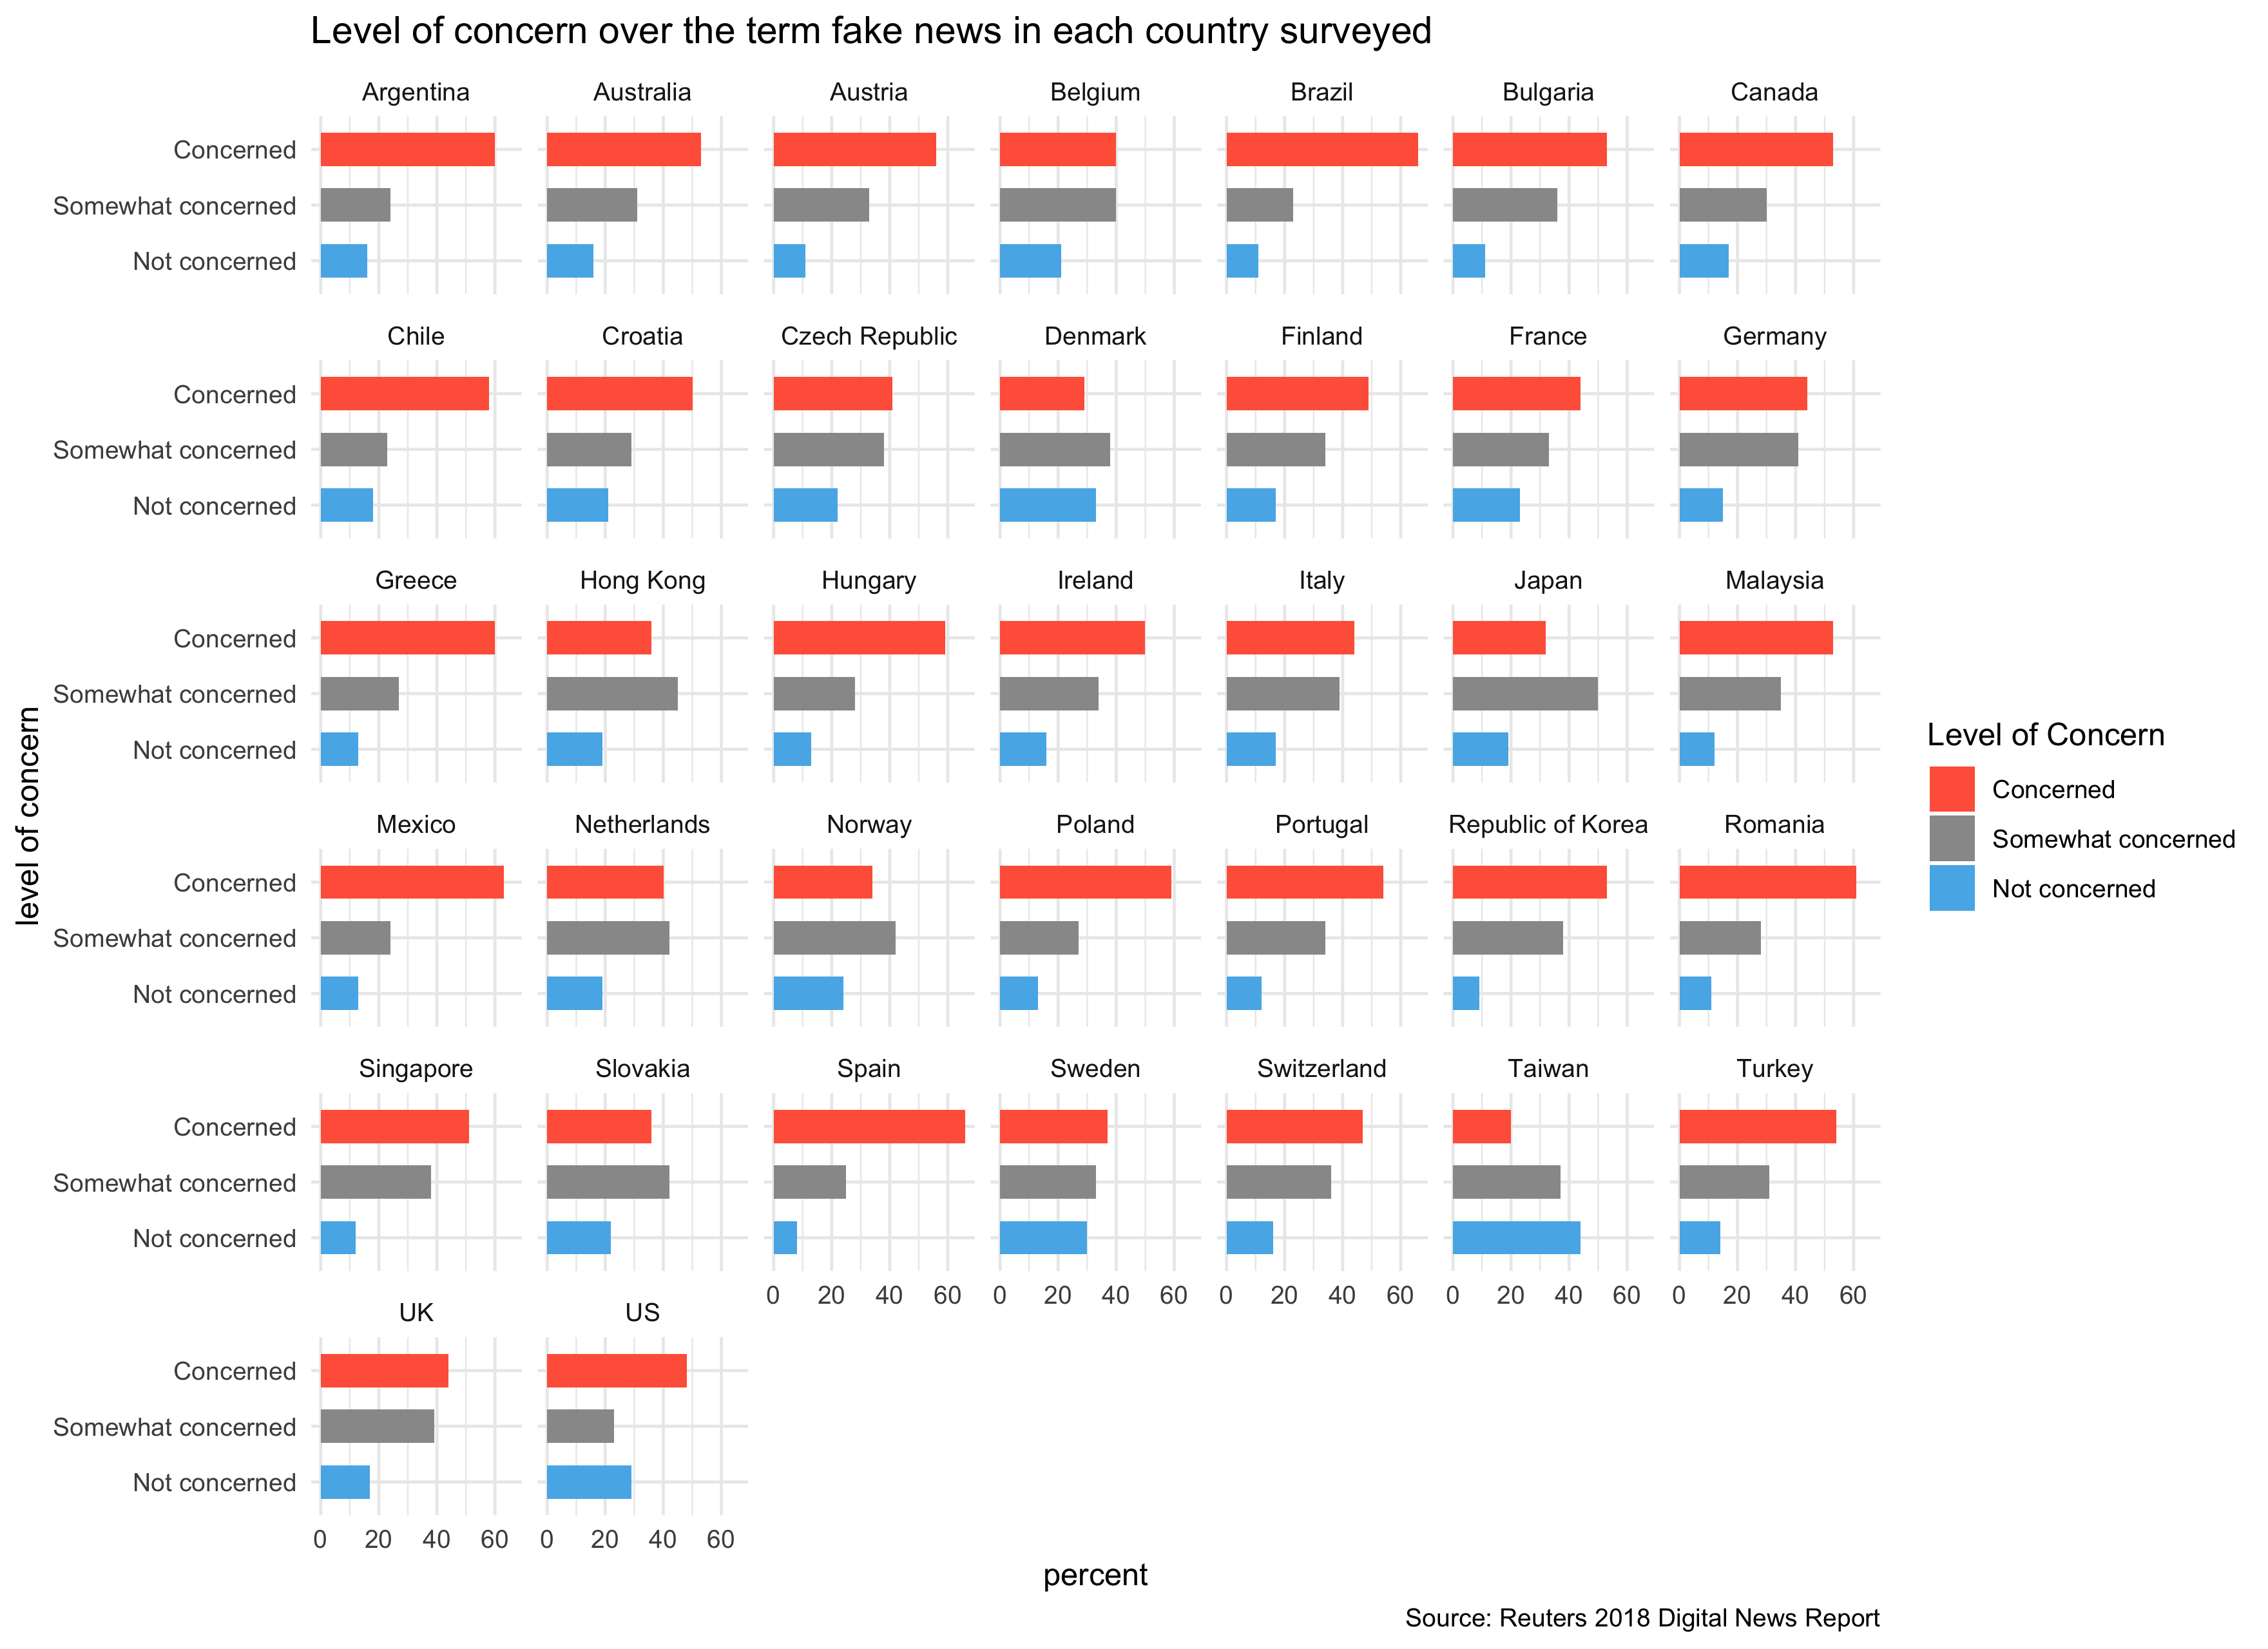 Level of concern over the term fake news in each country surveyed
Argentina Australia Austria Belgium Brazil Bulgaria Canada
Concerned
Somewhat concerned
Not concerned
Chile Croatia Czech Republic Denmark Finland France Germany
Concerned
Somewhat concerned
Not concerned
Greece Hong Kong Hungary Ireland Italy Japan Malaysia
Concerned
Somewhat concerned
Not concerned
Mexico Netherlands Norway Poland Portugal Republic of Korea Romania
Concerned
Somewhat concerned
Not concerned
Singapore Slovakia Spain Sweden Switzerland Taiwan Turkey
Concerned
Somewhat concerned
Not concerned
0 20 40 60 0 20 40 60 0 20 40 60 0 20 40 60 0 20 40 60
UK US
Concerned
Somewhat concerned
Not concerned
0 20 40 60 0 20 40 60
level of concern
percent
Level of Concern
Concerned
Somewhat concerned
Not concerned
Source: Reuters 2018 Digital News Report